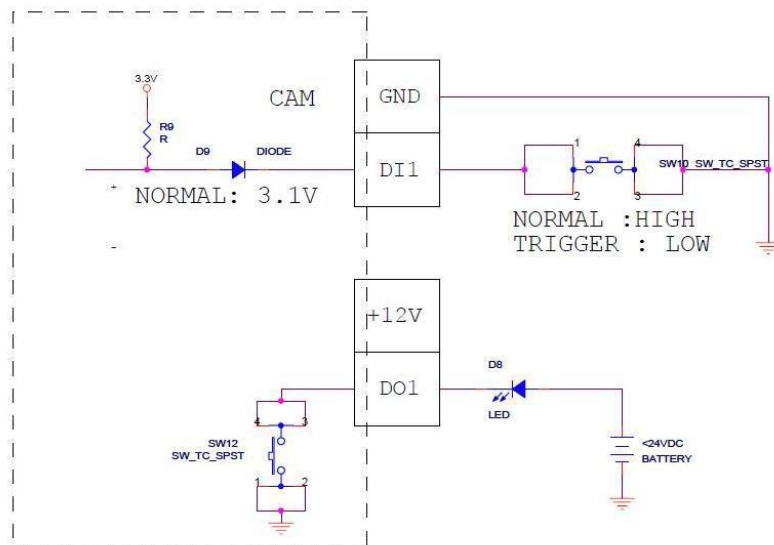 3.3V
CAM
GND
R9
R
D9
DIODE
DI1
1
4
SW10 SW_TC_SPST
+
NORMAL: 3.1V
2
3
-
NORMAL :HIGH
TRIGGER : LOW
+12V
D8
DO1
LED
4
3
SW12
SW_TC_SPST
<24VDC
BATTERY
1
2